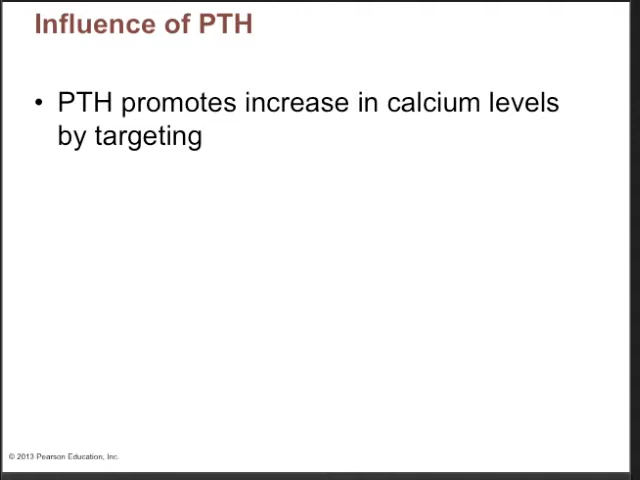 Influence of PTH
• PTH promotes increase in calcium levels
by targeting
© 2013 Pearson Education, Inc.